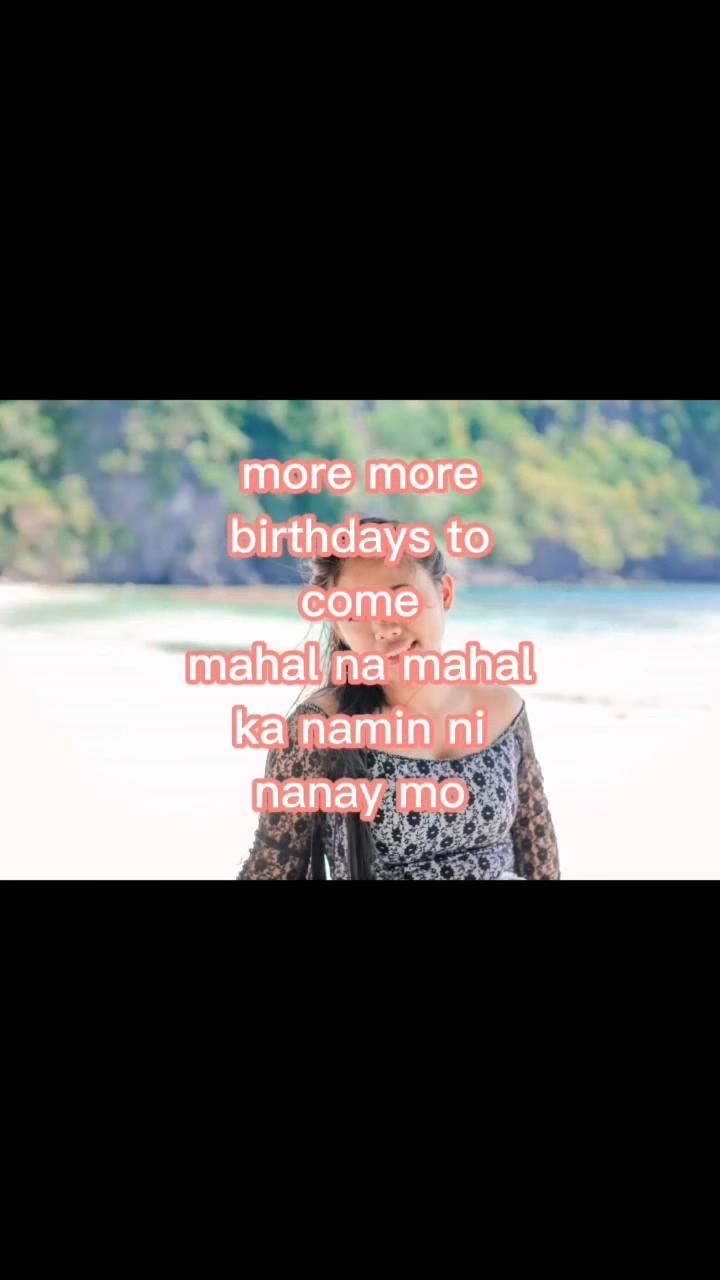 more more
birthdays to
come
mahal na mahal
ka namin ni
nanay mo